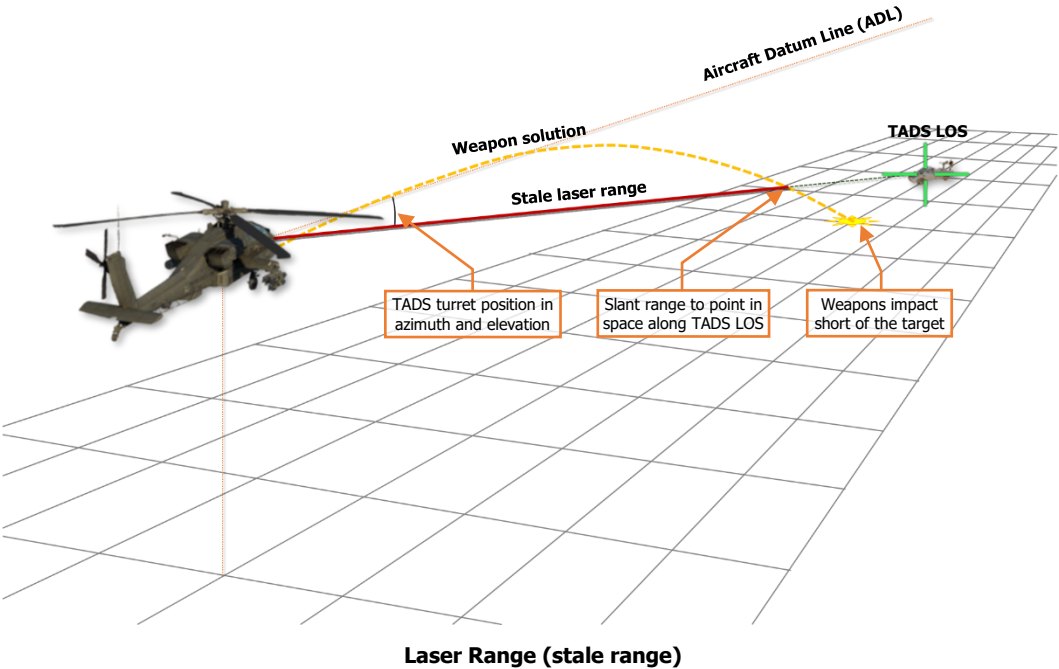 Aircraft Datum Line (ADL)
Weapon solution
TADS LOS
Stale laser range
TADS turret position in
azimuth and elevation
Slant range to point in
space along TADS LOS
Weapons impact
short of the target
Laser Range (stale range)